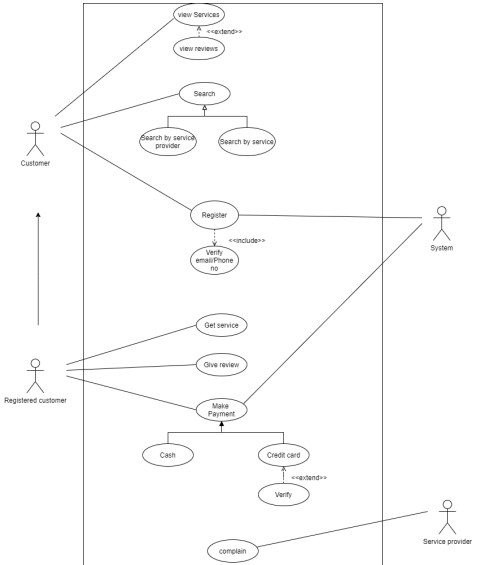 view Services
<<extend>>
view reviews
Search
Search by service
provider
Search by service
Customer
Register
System
<<include>>
Verify
email/Phone
no
Get service
Give review
Registered customer
Make
Payment
Cash
Credit card
<<extend>>
Verify
Service provider
complain